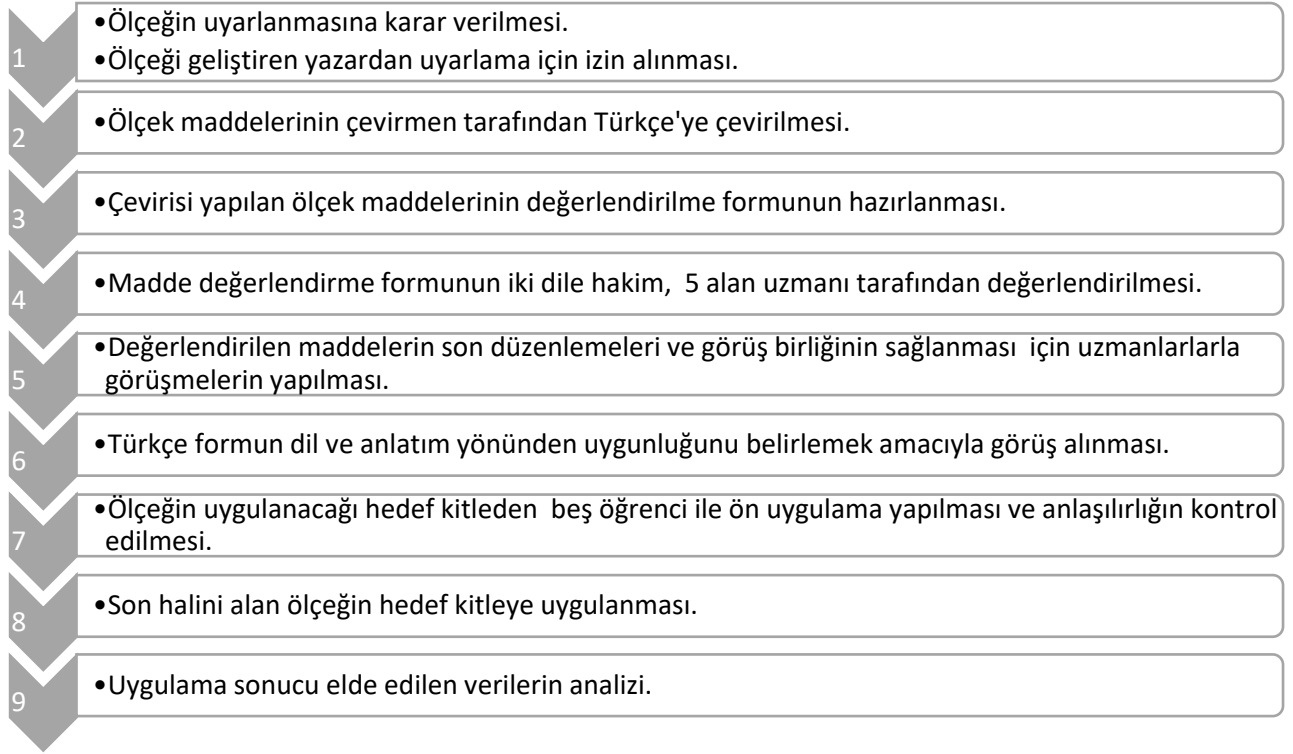 1
•Ölçeğin uyarlanmasına karar verilmesi.
•Ölçeği geliştiren yazardan uyarlama için izin alınması.
2
•Ölçek maddelerinin çevirmen tarafından Türkçe'ye çevirilmesi.
3
•Çevirisi yapılan ölçek maddelerinin değerlendirilme formunun hazırlanması.
4
•Madde değerlendirme formunun iki dile hakim, 5 alan uzmanı tarafından değerlendirilmesi.
5
•Değerlendirilen maddelerin son düzenlemeleri ve görüş birliğinin sağlanması için uzmanlarlarla
görüşmelerin yapılması.
6
•Türkçe formun dil ve anlatım yönünden uygunluğunu belirlemek amacıyla görüş alınması.
7
•Ölçeğin uygulanacağı hedef kitleden beş öğrenci ile ön uygulama yapılması ve anlaşılırlığın kontrol
edilmesi.
8
•Son halini alan ölçeğin hedef kitleye uygulanması.
9
•Uygulama sonucu elde edilen verilerin analizi.